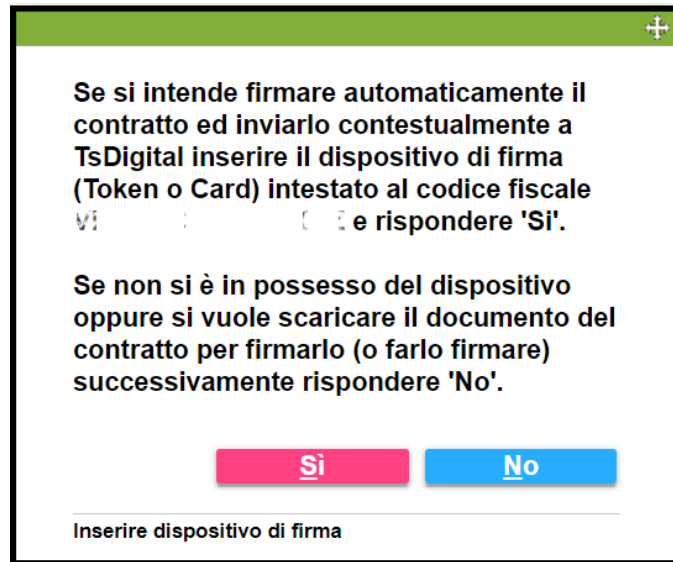 Se si intende firmare automaticamente il
contratto ed inviarlo contestualmente a
TsDigital inserire il dispositivo di firma
(Token o Card) intestato al codice fiscale
e rispondere 'Si'.
Se non si è in possesso del dispositivo
oppure si vuole scaricare il documento del
contratto per firmarlo (o farlo firmare)
successivamente rispondere 'No'.
Sì No
Inserire dispositivo di firma